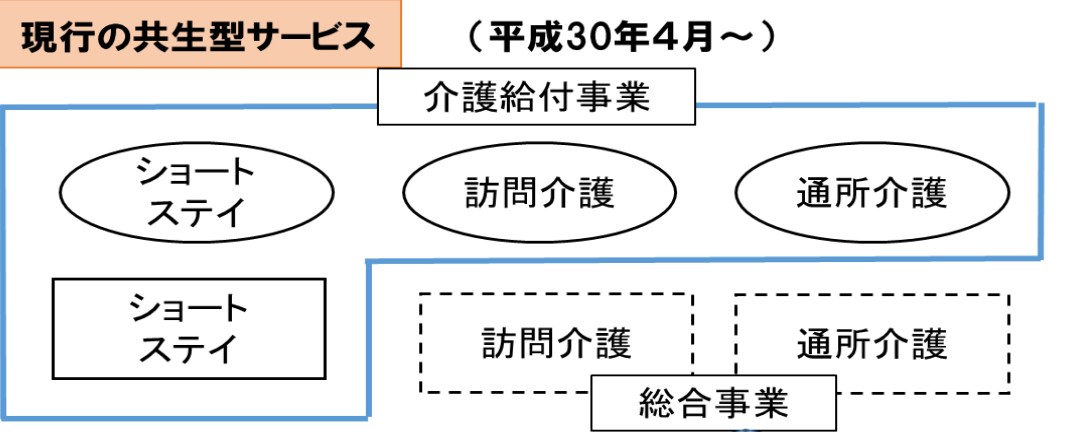 現行の共生型サービス
（平成30年4月～）
介護給付事業
ショート
ステイ
訪問介護
通所介護
ショート
ステイ
訪問介護
通所介護
総合事業